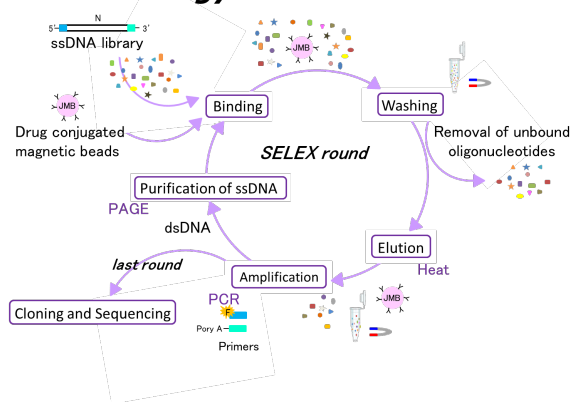 N
5'- -3'
ssDNA library
JMB
Binding
Washing
JMB
Drug conjugated
magnetic beads
Removal of unbound
oligonucleotides
SELEX round
Purification of ssDNA
PAGE
dsDNA
Elution
Heat
last round
Amplification
JMB
Cloning and Sequencing
PCR
F
Pory A
Primers